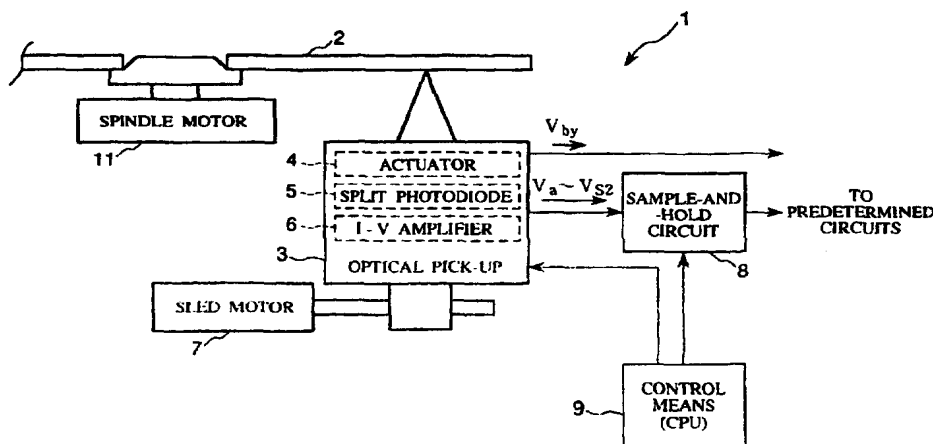 1
2
SPINDLE MOTOR
11
V_by
4
ACTUATOR
5
SPLIT PHOTODIODE
V_a ~ V_S2
6
I - V AMPLIFIER
3
OPTICAL PICK-UP
SAMPLE-AND
-HOLD
CIRCUIT
8
TO
PREDETERMINED
CIRCUITS
SLED MOTOR
7
9
CONTROL
MEANS
(CPU)